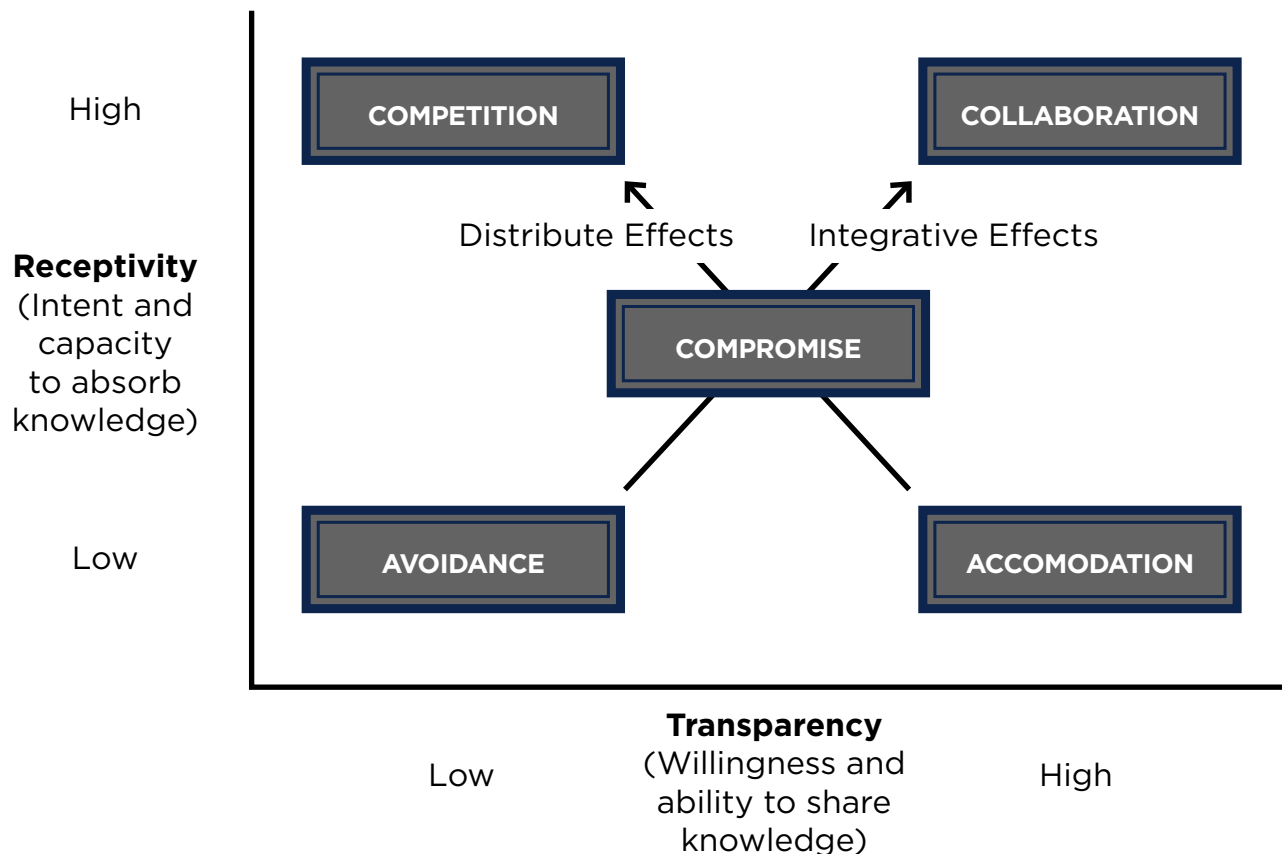 High
COMPETITION
COLLABORATION
Distribute Effects
Integrative Effects
Receptivity
(Intent and
capacity
to absorb
knowledge)
COMPROMISE
Low
AVOIDANCE
ACCOMODATION
Transparency
(Willingness and
ability to share
knowledge)
Low
High